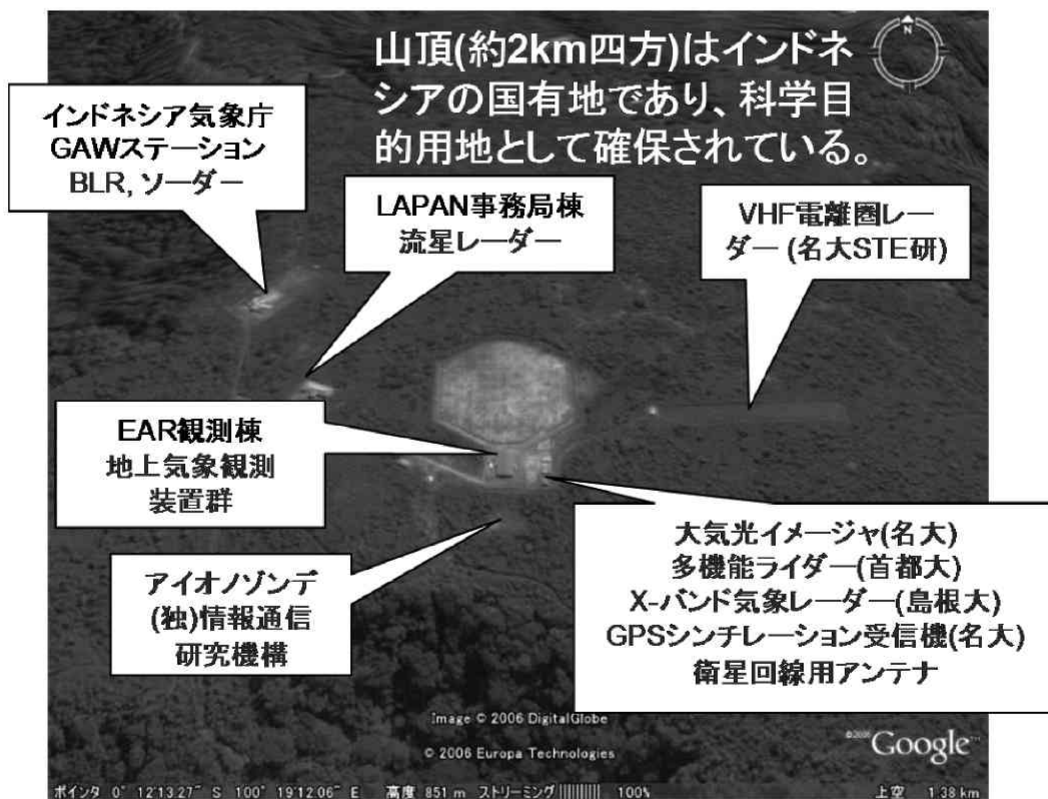 山頂(約2km四方)はインドネ
シアの国有地であり、科学目
的用地として確保されている。
N
インドネシア気象庁
GAWステーション
BLR, ソーダー
LAPAN事務局棟
流星レーダー
VHF電離圏レー
ダー (名大STE研)
EAR観測棟
地上気象観測
装置群
アイオノゾンデ
(独)情報通信
研究機構
大気光イメージャ(名大)
多機能ライダー(首都大)
X-バンド気象レーダー(島根大)
GPSシンチレーション受信機(名大)
衛星回線用アンテナ
Image © 2006 DigitalGlobe
© 2006 Europa Technologies
©2005 Google™
ポインタ 0° 12'13.27" S 100° 19'12.06" E 高度 851 m ストリーミング ||||||||| 100% 上空 1.38 km